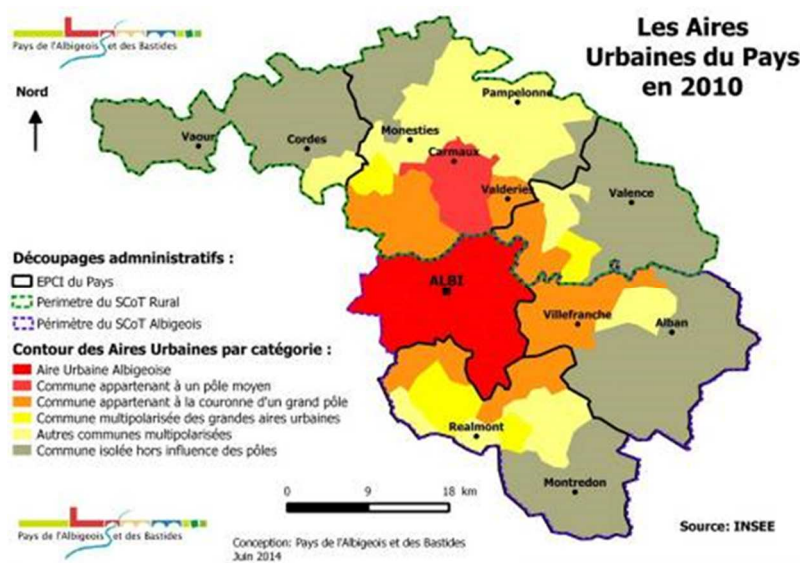 Pays de l'Albigeois et des Bastides
Les Aires
Urbaines du Pays
en 2010
Nord
Pampelonne
Vaour
Cordes
Monesties
Carmaux
Valderies
Valence
Découpages admninistratifs :
EPCI du Pays
Perimetre du SCoT Rural
Périmètre du SCoT Albigeois
ALBI
Villefranche
Alban
Contour des Aires Urbaines par catégorie :
Aire Urbaine Albigeoise
Commune appartenant à un pôle moyen
Commune appartenant à la couronne d'un grand pôle
Commune multipolarisée des grandes aires urbaines
Autres communes multipolarisées
Commune isolée hors influence des pôles
Realmont
Montredon
0 9 18 km
Pays de l'Albigeois et des Bastides
Conception: Pays de l'Albigeois et des Bastides
Juin 2014
Source: INSEE